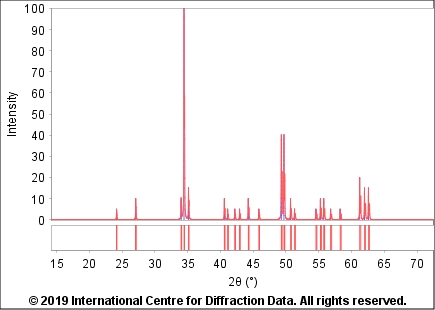 100
90
80
70
60
50
40
30
20
10
0
Intensity
15 20 25 30 35 40 45 50 55 60 65 70
2θ (°)
© 2019 International Centre for Diffraction Data. All rights reserved.